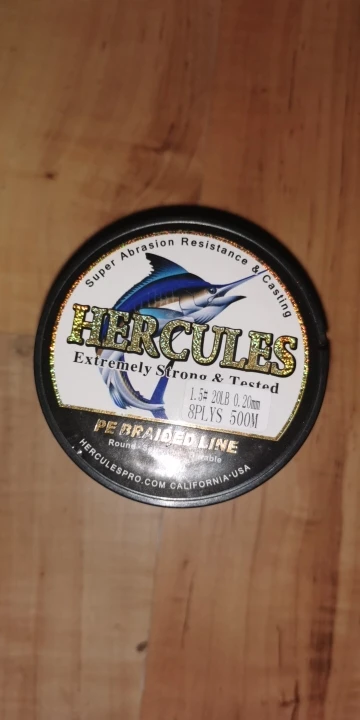 Super Abrasion Resistance & Casting
HERCULES
Extremely Strong & Tested
1.5# 20LB 0.20mm
8PLYS 500M
PE BRAIDED LINE
Round
HERCULESPRO.COM CALIFORNIA·USA